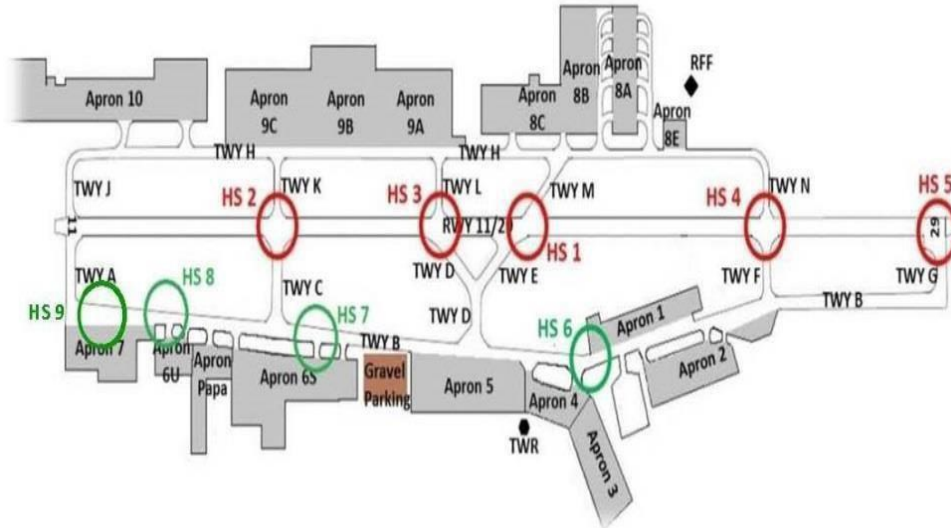 RFF
Apron
8B
Apron
8A
Apron 10
Apron
9C
Apron
9B
Apron
9A
Apron
8C
Apron
8E
TWY H
TWY H
TWY J
TWY K
TWY L
TWY M
TWY N
HS 2
HS 3
HS 1
HS 4
HS 5
11
RWY 11/29
29
TWY A
HS 8
TWY C
TWY D
TWY E
TWY F
TWY G
HS 9
HS 7
TWY D
HS 6
TWY B
Apron 1
TWY B
Apron 7
Apron
6U
Apron
Papa
Apron 6S
Gravel
Parking
Apron 5
Apron 4
Apron 2
TWR
Apron 3